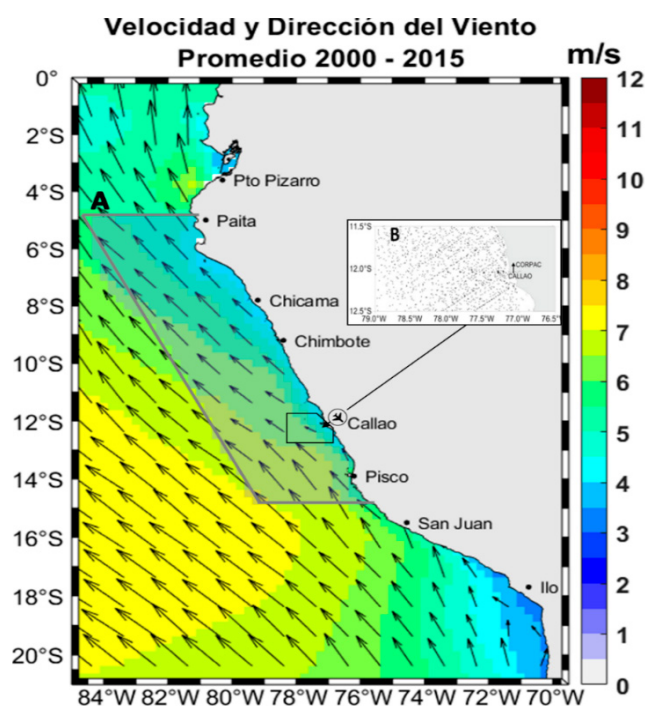 Velocidad y Dirección del Viento
Promedio 2000 - 2015
m/s
0°
2°S
4°S
6°S
8°S
10°S
12°S
14°S
16°S
18°S
20°S
A
Pto Pizarro
Paita
Chicama
Chimbote
Callao
Pisco
San Juan
Ilo
B
11.5°S
12.0°S
12.5°S
CORPAC
CALLAO
79.0°W 78.5°W 78.0°W 77.5°W 77.0°W 76.5°W
84°W 82°W 80°W 78°W 76°W 74°W 72°W 70°W
12
11
10
9
8
7
6
5
4
3
2
1
0